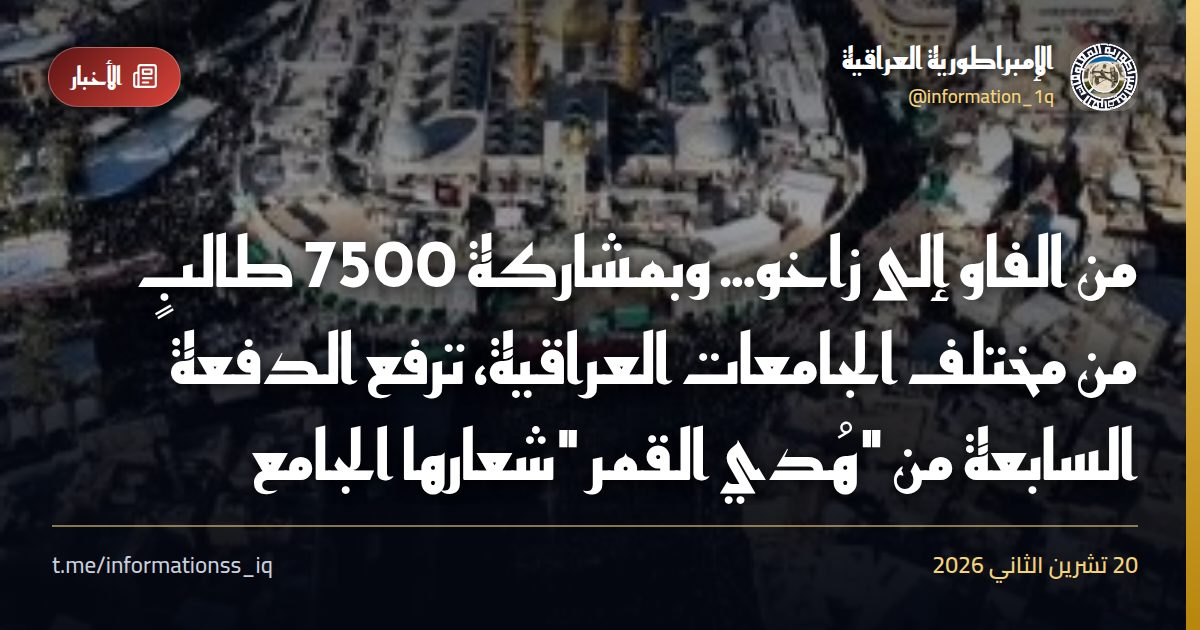 الإمبراطورية العراقية
@information_1q
الأخبار
من الفاو إلى زاخو... وبمشاركة 7500 طالبٍ
من مختلف الجامعات العراقية، ترفع الدفعة
السابعة من "هُدي القمر "شعارها الجامع
20 تشرين الثاني 2026
t.me/informationss_iq